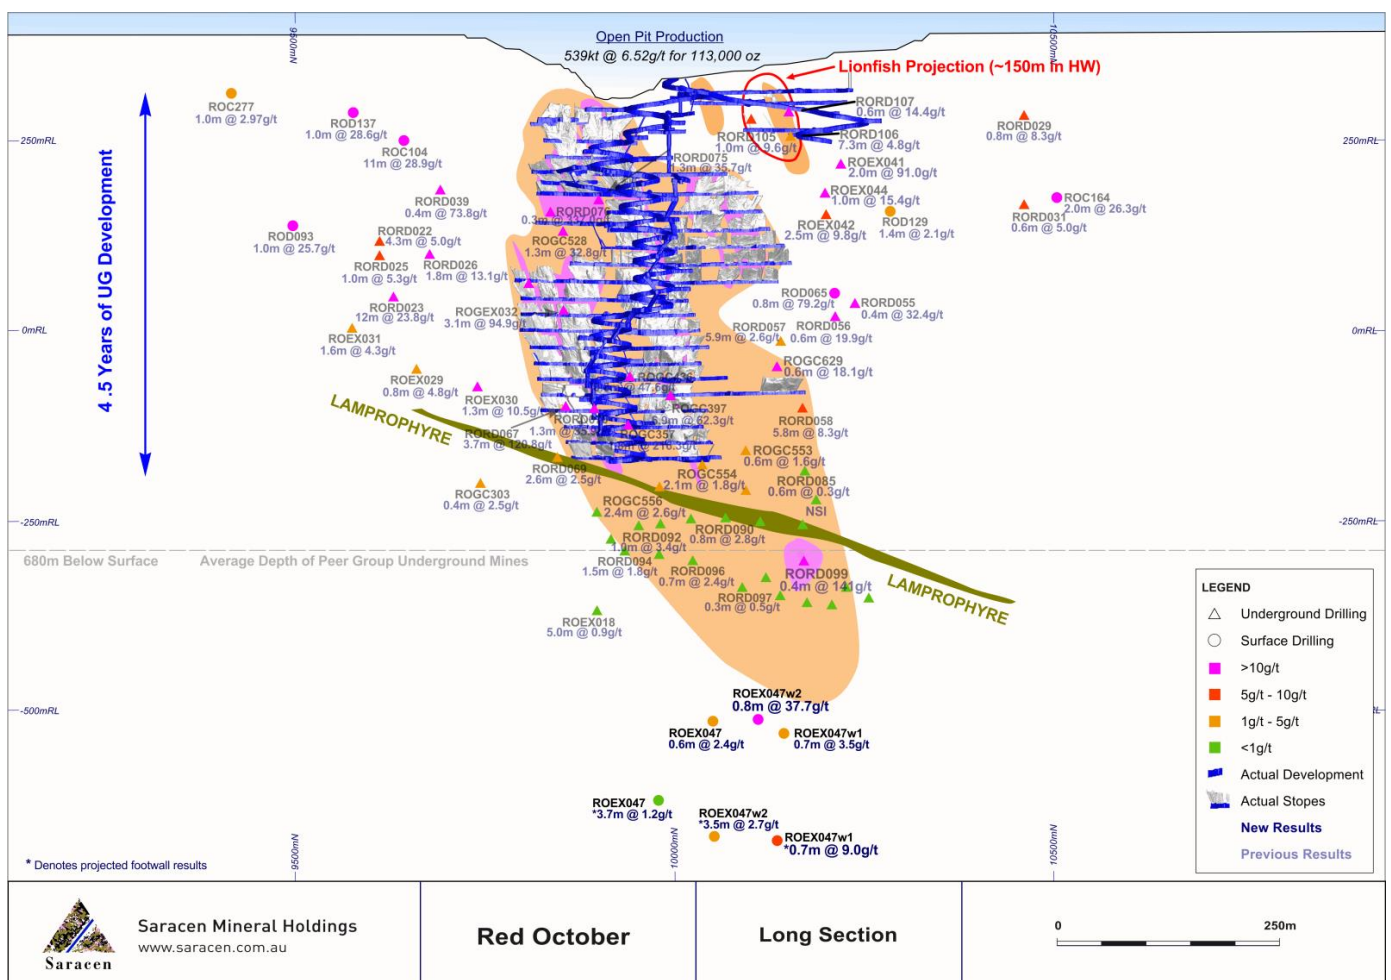 9500mN
Open Pit Production
539kt @ 6.52g/t for 113,000 oz
10500mN
Lionfish Projection (~150m in HW)
4 .5 Years of UG Development
250mRL
250mRL
0mRL
0mRL
-250mRL
-250mRL
-500mRL
ROC277
1.0m @ 2.97g/t
ROD137
1.0m @ 28.6g/t
ROC104
11m @ 28.9g/t
RORD039
0.4m @ 73.8g/t
ROD093
1.0m @ 25.7g/t
RORD022
4.3m @ 5.0g/t
RORD025
1.0m @ 5.3g/t
RORD026
1.8m @ 13.1g/t
RORD023
12m @ 23.8g/t
ROEX031
1.6m @ 4.3g/t
ROEX029
0.8m @ 4.8g/t
ROEX030
1.3m @ 10.5g/t
RORD067
3.7m @ 120.8g/t
LAMPROPHYRE
ROGC303
0.4m @ 2.5g/t
RORD069
2.6m @ 2.5g/t
RORD107
0.6m @ 14.4g/t
RORD106
7.3m @ 4.8g/t
RORD105
1.0m @ 9.6g/t
RORD075
1.3m @ 35.7g/t
ROEX041
2.0m @ 91.0g/t
ROEX044
1.0m @ 15.4g/t
ROEX042
2.5m @ 9.8g/t
ROD129
1.4m @ 2.1g/t
RORD029
0.8m @ 8.3g/t
RORD031
0.6m @ 5.0g/t
ROC164
2.0m @ 26.3g/t
ROGC528
1.3m @ 32.8g/t
ROGEX032
3.1m @ 94.9g/t
ROD065
0.8m @ 79.2g/t
RORD055
0.4m @ 32.4g/t
RORD056
0.6m @ 19.9g/t
RORD057
5.9m @ 2.6g/t
ROGC629
0.6m @ 18.1g/t
ROGC397
62.3g/t
ROGC357
RORD058
5.8m @ 8.3g/t
ROGC553
0.6m @ 1.6g/t
ROGC554
2.1m @ 1.8g/t
RORD085
0.6m @ 0.3g/t
NSI
ROGC556
2.4m @ 2.6g/t
RORD092
1.0m @ 3.4g/t
RORD090
0.8m @ 2.8g/t
RORD094
1.5m @ 1.8g/t
RORD096
0.7m @ 2.4g/t
RORD097
0.3m @ 0.5g/t
RORD099
0.4m @ 141g/t
LAMPROPHYRE
680m Below Surface
Average Depth of Peer Group Underground Mines
ROEX018
5.0m @ 0.9g/t
ROEX047w2
0.8m @ 37.7g/t
ROEX047
0.6m @ 2.4g/t
ROEX047w1
0.7m @ 3.5g/t
ROEX047
*3.7m @ 1.2g/t
ROEX047w2
*3.5m @ 2.7g/t
ROEX047w1
*0.7m @ 9.0g/t
9500mN
10000mN
10500mN
* Denotes projected footwall results
LEGEND
Underground Drilling
Surface Drilling
>10g/t
5g/t - 10g/t
1g/t - 5g/t
<1g/t
Actual Development
Actual Stopes
New Results
Previous Results
Saracen
Saracen Mineral Holdings
www.saracen.com.au
Red October
Long Section
0
250m